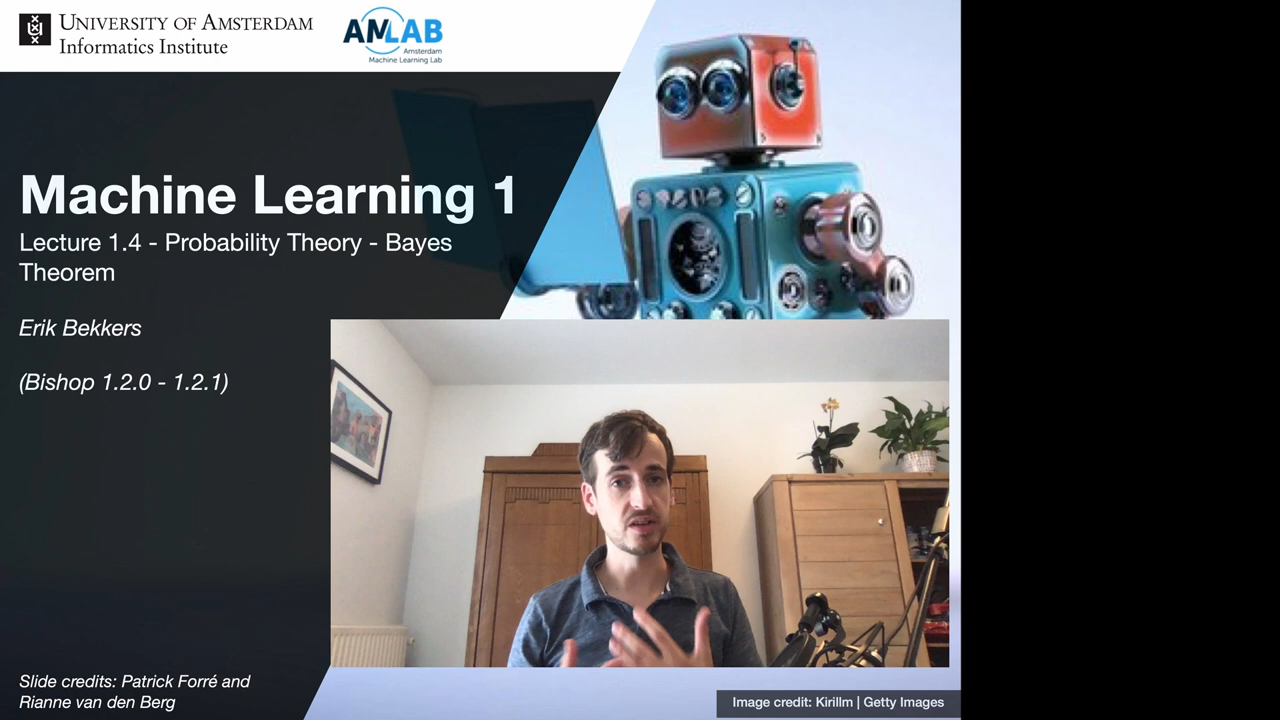 UNIVERSITY OF AMSTERDAM
Informatics Institute
AMLAB
Amsterdam
Machine Learning Lab
Machine Learning 1
Lecture 1.4 - Probability Theory - Bayes
Theorem
Erik Bekkers
(Bishop 1.2.0 - 1.2.1)
Slide credits: Patrick Forré and
Rianne van den Berg
Image credit: Kirillm | Getty Images